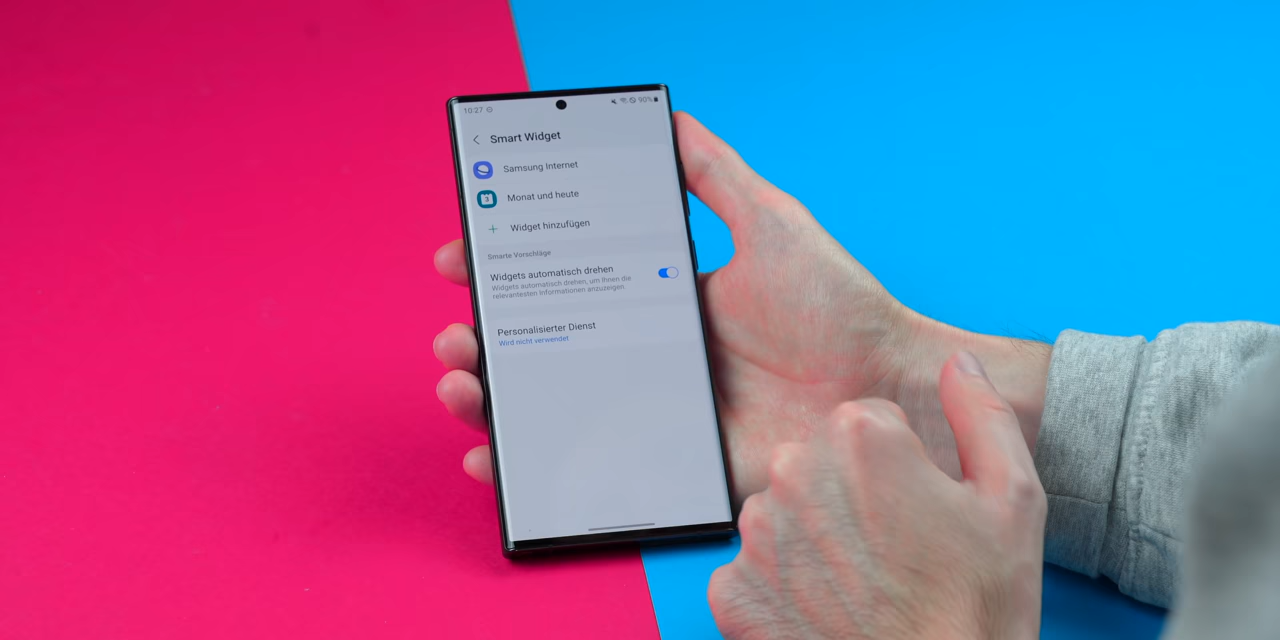 10:27
90%
Smart Widget
Samsung Internet
3
Monat und heute
+ Widget hinzufügen
Smarte Vorschläge
Widgets automatisch drehen
Widgets automatisch drehen, um Ihnen die
relevantesten Informationen anzuzeigen.
Personalisierter Dienst
Wird nicht verwendet